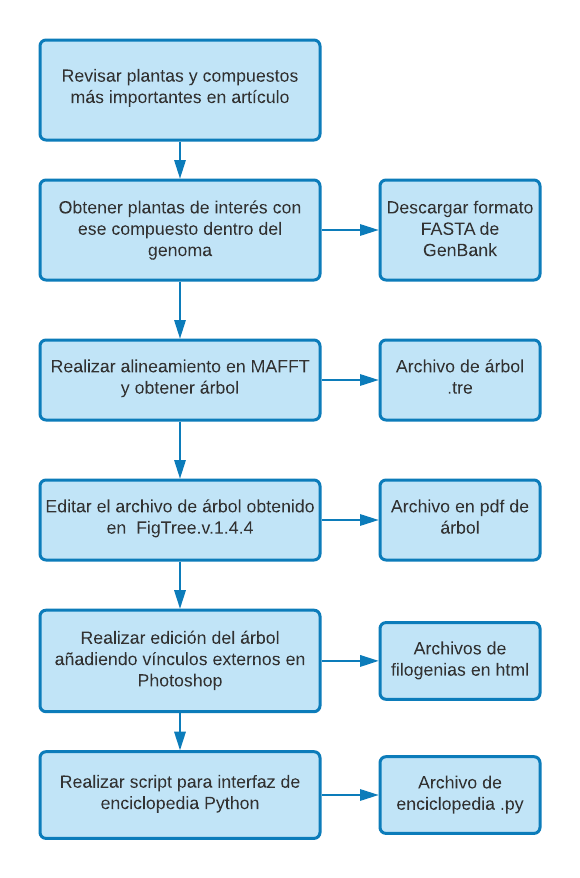 Revisar plantas y compuestos
más importantes en artículo
Obtener plantas de interés con
ese compuesto dentro del
genoma
Descargar formato
FASTA de
GenBank
Realizar alineamiento en MAFFT
y obtener árbol
Archivo de árbol
.tre
Editar el archivo de árbol obtenido
en FigTree.v.1.4.4
Archivo en pdf de
árbol
Realizar edición del árbol
añadiendo vínculos externos en
Photoshop
Archivos de
filogenias en html
Realizar script para interfaz de
enciclopedia Python
Archivo de
enciclopedia .py